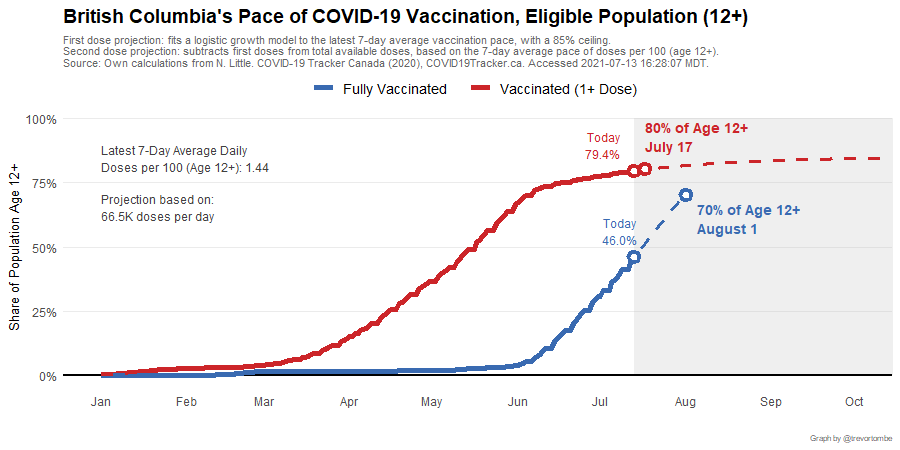 British Columbia's Pace of COVID-19 Vaccination, Eligible Population (12+)
First dose projection: fits a logistic growth model to the latest 7-day average vaccination pace, with a 85% ceiling.
Second dose projection: subtracts first doses from total available doses, based on the 7-day average pace of doses per 100 (age 12+).
Source: Own calculations from N. Little. COVID-19 Tracker Canada (2020), COVID19Tracker.ca. Accessed 2021-07-13 16:28:07 MDT.
Fully Vaccinated
Vaccinated (1+ Dose)
Share of Population Age 12+
100%
75%
50%
25%
0%
Latest 7-Day Average Daily
Doses per 100 (Age 12+): 1.44
Projection based on:
66.5K doses per day
Today
79.4%
80% of Age 12+
July 17
Today
46.0%
70% of Age 12+
August 1
Jan
Feb
Mar
Apr
May
Jun
Jul
Aug
Sep
Oct
Graph by @trevortombe